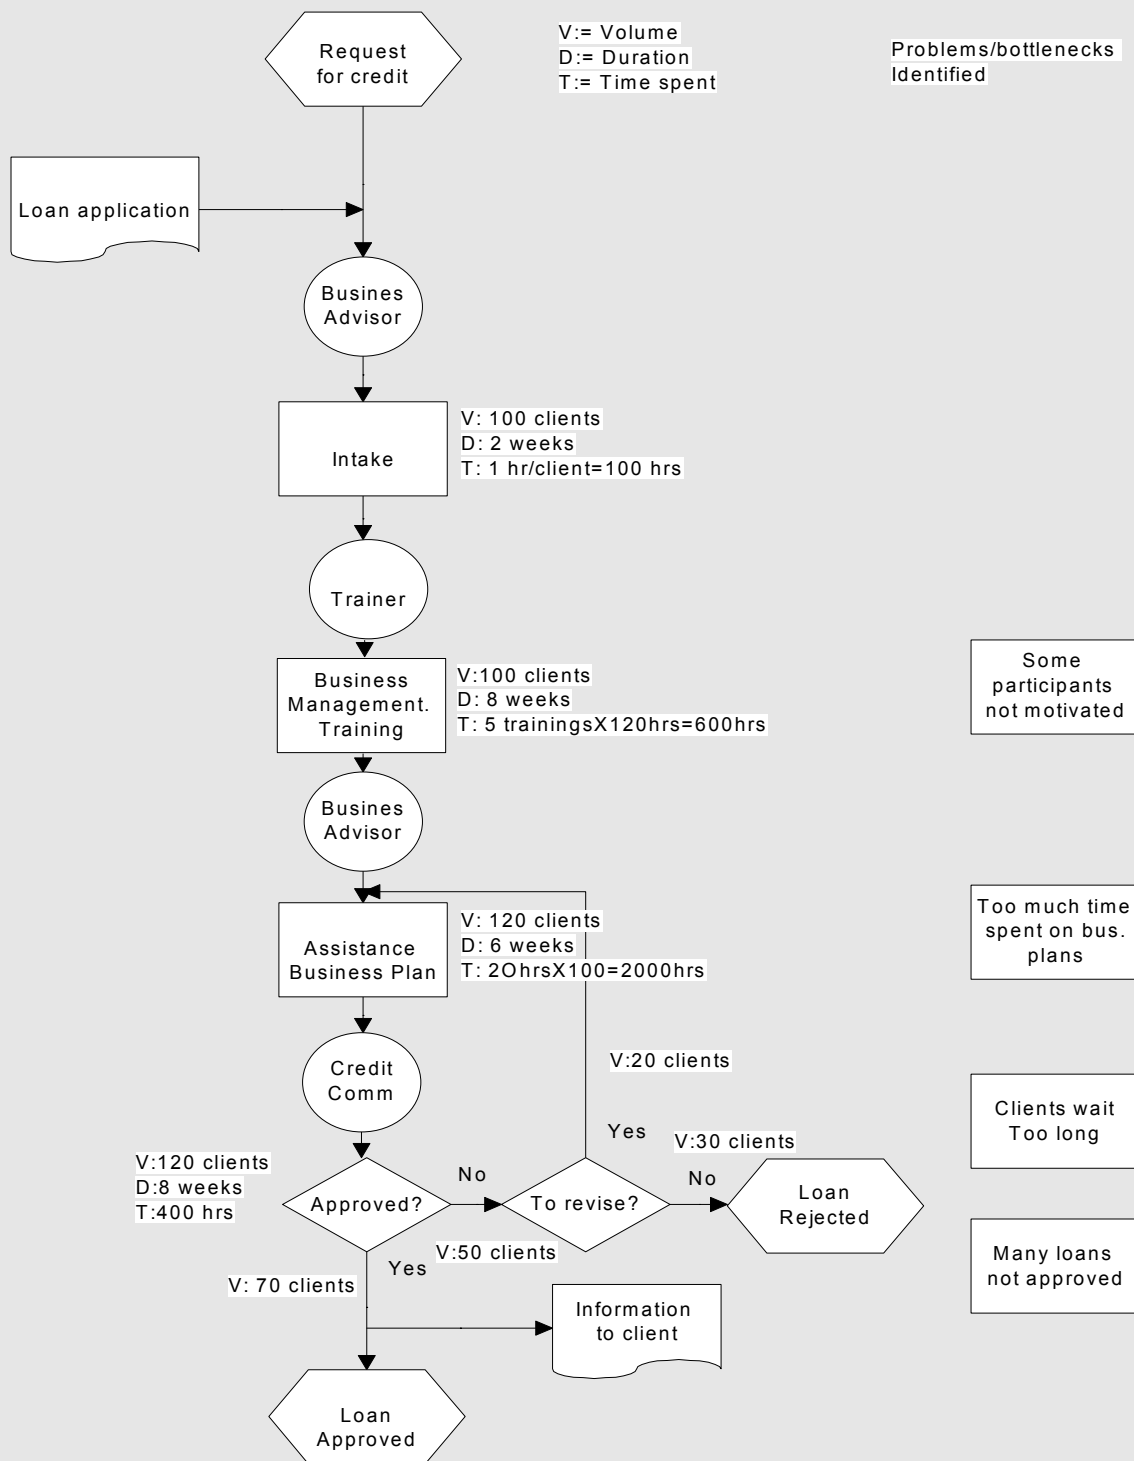 Request
for credit
V:= Volume
D:= Duration
T:= Time spent
Problems/bottlenecks
Identified
Loan application
Busines
Advisor
Intake
V: 100 clients
D: 2 weeks
T: 1 hr/client=100 hrs
Trainer
Business
Management.
Training
V:100 clients
D: 8 weeks
T: 5 trainingsX120hrs=600hrs
Some
participants
not motivated
Busines
Advisor
Assistance
Business Plan
V: 120 clients
D: 6 weeks
T: 2OhrsX100=2000hrs
Too much time
spent on bus.
plans
Credit
Comm
V:20 clients
Clients wait
Too long
V:120 clients
D:8 weeks
T:400 hrs
Approved?
No
Yes
To revise?
V:30 clients
No
Loan
Rejected
V:50 clients
Yes
V: 70 clients
Many loans
not approved
Information
to client
Loan
Approved